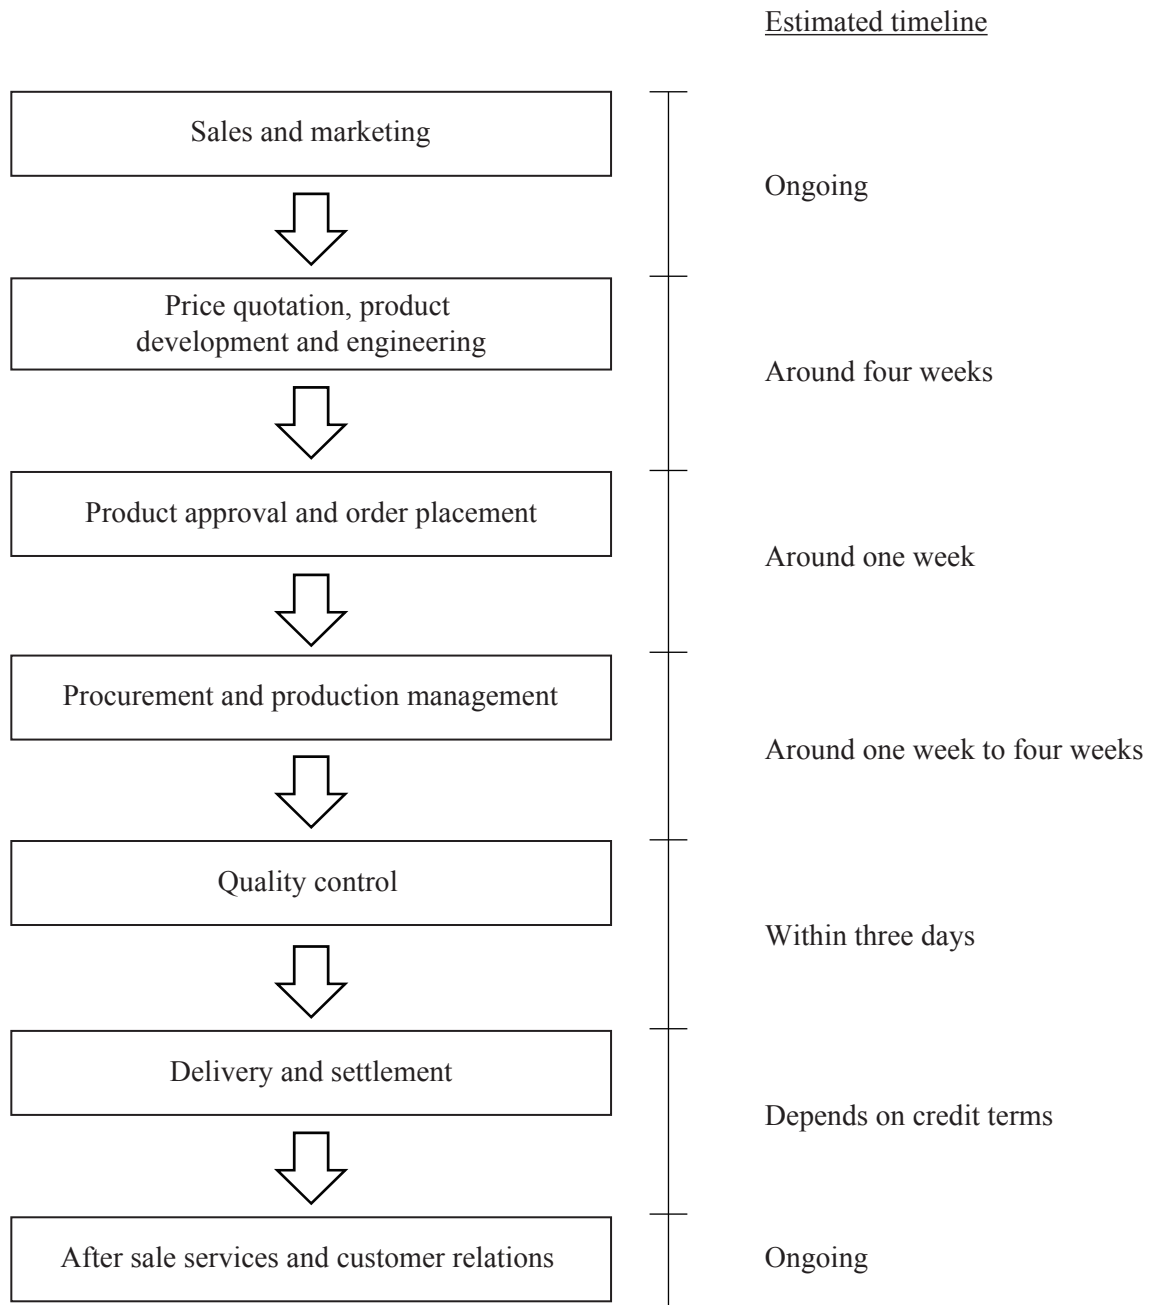 Estimated timeline
Sales and marketing
Ongoing
Price quotation, product
development and engineering
Around four weeks
Product approval and order placement
Around one week
Procurement and production management
Around one week to four weeks
Quality control
Within three days
Delivery and settlement
Depends on credit terms
After sale services and customer relations
Ongoing